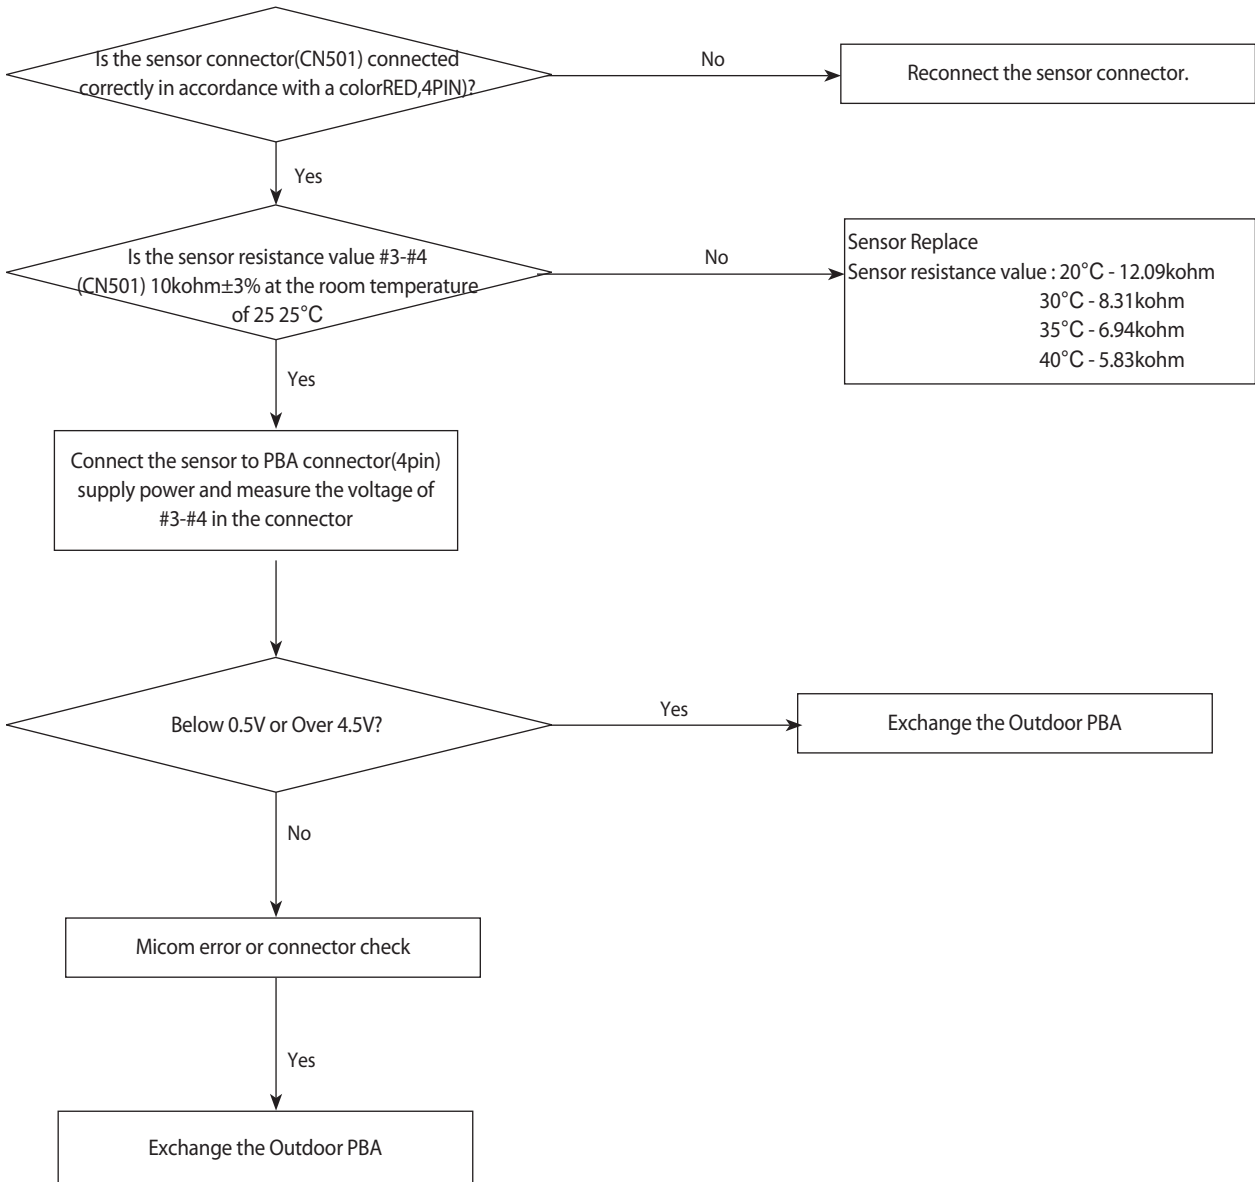 Is the sensor connector(CN501) connected
correctly in accordance with a colorRED,4PIN)?
No
Reconnect the sensor connector.
Yes
Is the sensor resistance value #3-#4
(CN501) 10kohm±3% at the room temperature
of 25 25°C
No
Sensor Replace
Sensor resistance value : 20°C - 12.09kohm
30°C - 8.31kohm
35°C - 6.94kohm
40°C - 5.83kohm
Yes
Connect the sensor to PBA connector(4pin)
supply power and measure the voltage of
#3-#4 in the connector
Below 0.5V or Over 4.5V?
Yes
Exchange the Outdoor PBA
No
Micom error or connector check
Yes
Exchange the Outdoor PBA